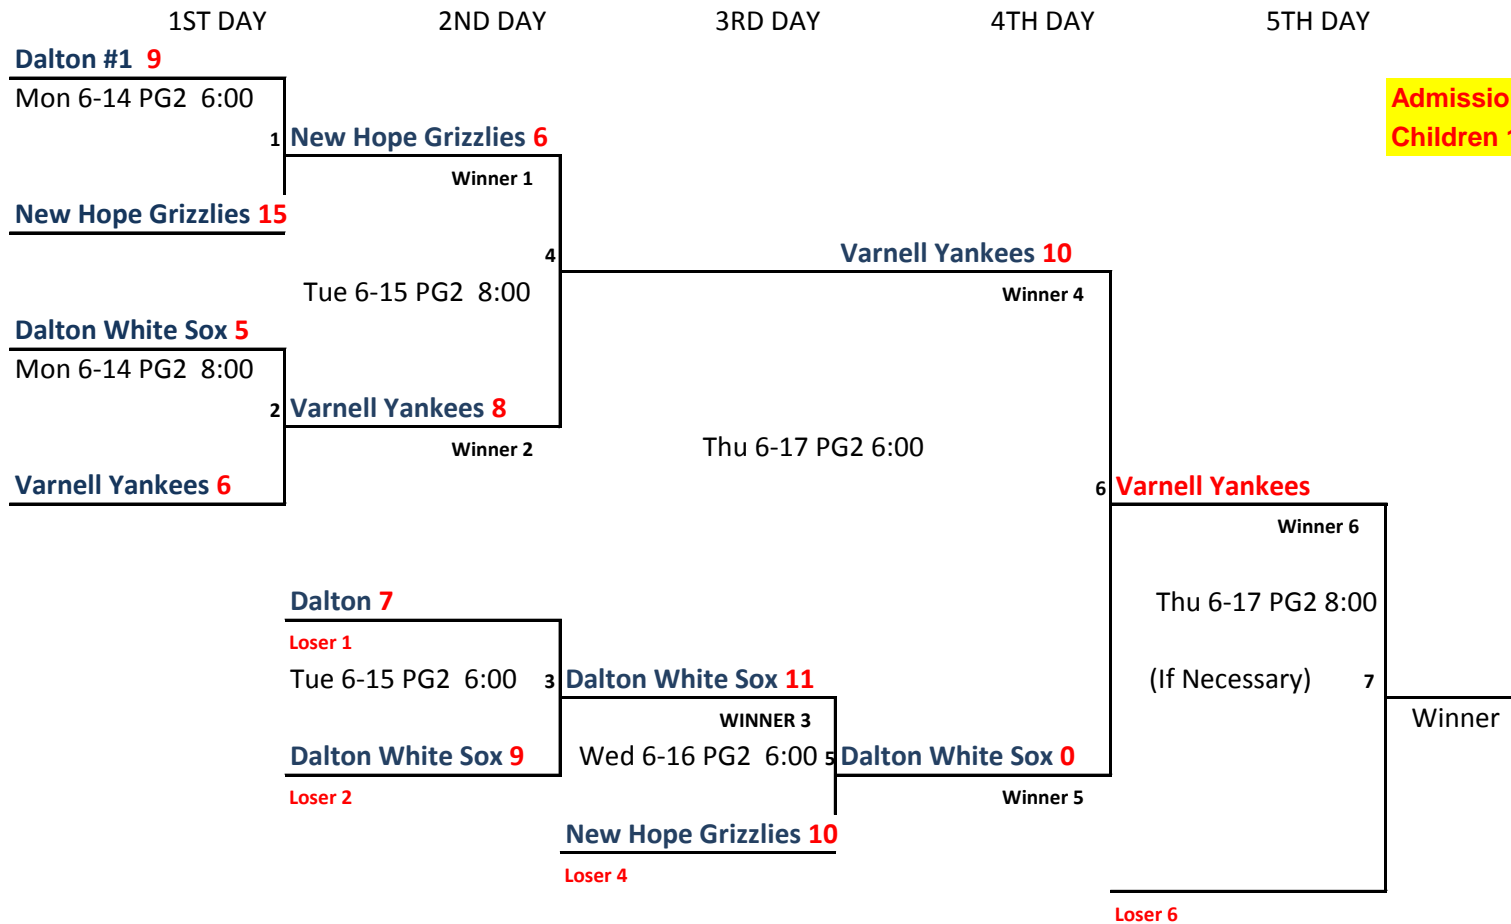 1ST DAY 2ND DAY 3RD DAY 4TH DAY 5TH DAY
Dalton #1 9
Mon 6-14 PG2 6:00
Admissio
Children 1
1 New Hope Grizzlies 6
Winner 1
New Hope Grizzlies 15
4 Varnell Yankees 10
Tue 6-15 PG2 8:00
Winner 4
Dalton White Sox 5
Mon 6-14 PG2 8:00
2 Varnell Yankees 8
Winner 2
Thu 6-17 PG2 6:00
Varnell Yankees 6
6 Varnell Yankees
Winner 6
Dalton 7
Thu 6-17 PG2 8:00
Loser 1
Tue 6-15 PG2 6:00 3 Dalton White Sox 11
(If Necessary) 7
WINNER 3
Winner
Dalton White Sox 9
Wed 6-16 PG2 6:00 5 Dalton White Sox 0
Loser 2
Winner 5
New Hope Grizzlies 10
Loser 4
Loser 6